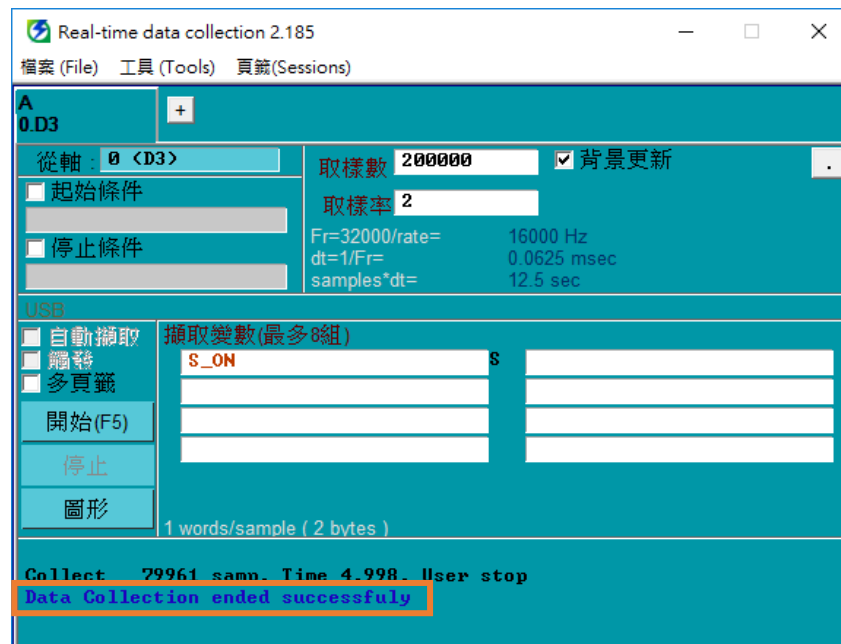 Real-time data collection 2.185
檔案 (File) 工具 (Tools) 頁籤(Sessions)
A
0.D3
+
從軸 : 0 <D3>
取樣數 200000
背景更新
.
起始條件
取樣率 2
停止條件
Fr=32000/rate= 16000 Hz
dt=1/Fr= 0.0625 msec
samples*dt= 12.5 sec
USB
自動擷取
擷取變數(最多8組)
觸發
S_ON
S
多頁籤
開始(F5)
停止
圖形
1 words/sample ( 2 bytes )
Collect 79961 samp. Time 4.998. User stop
Data Collection ended successfuly